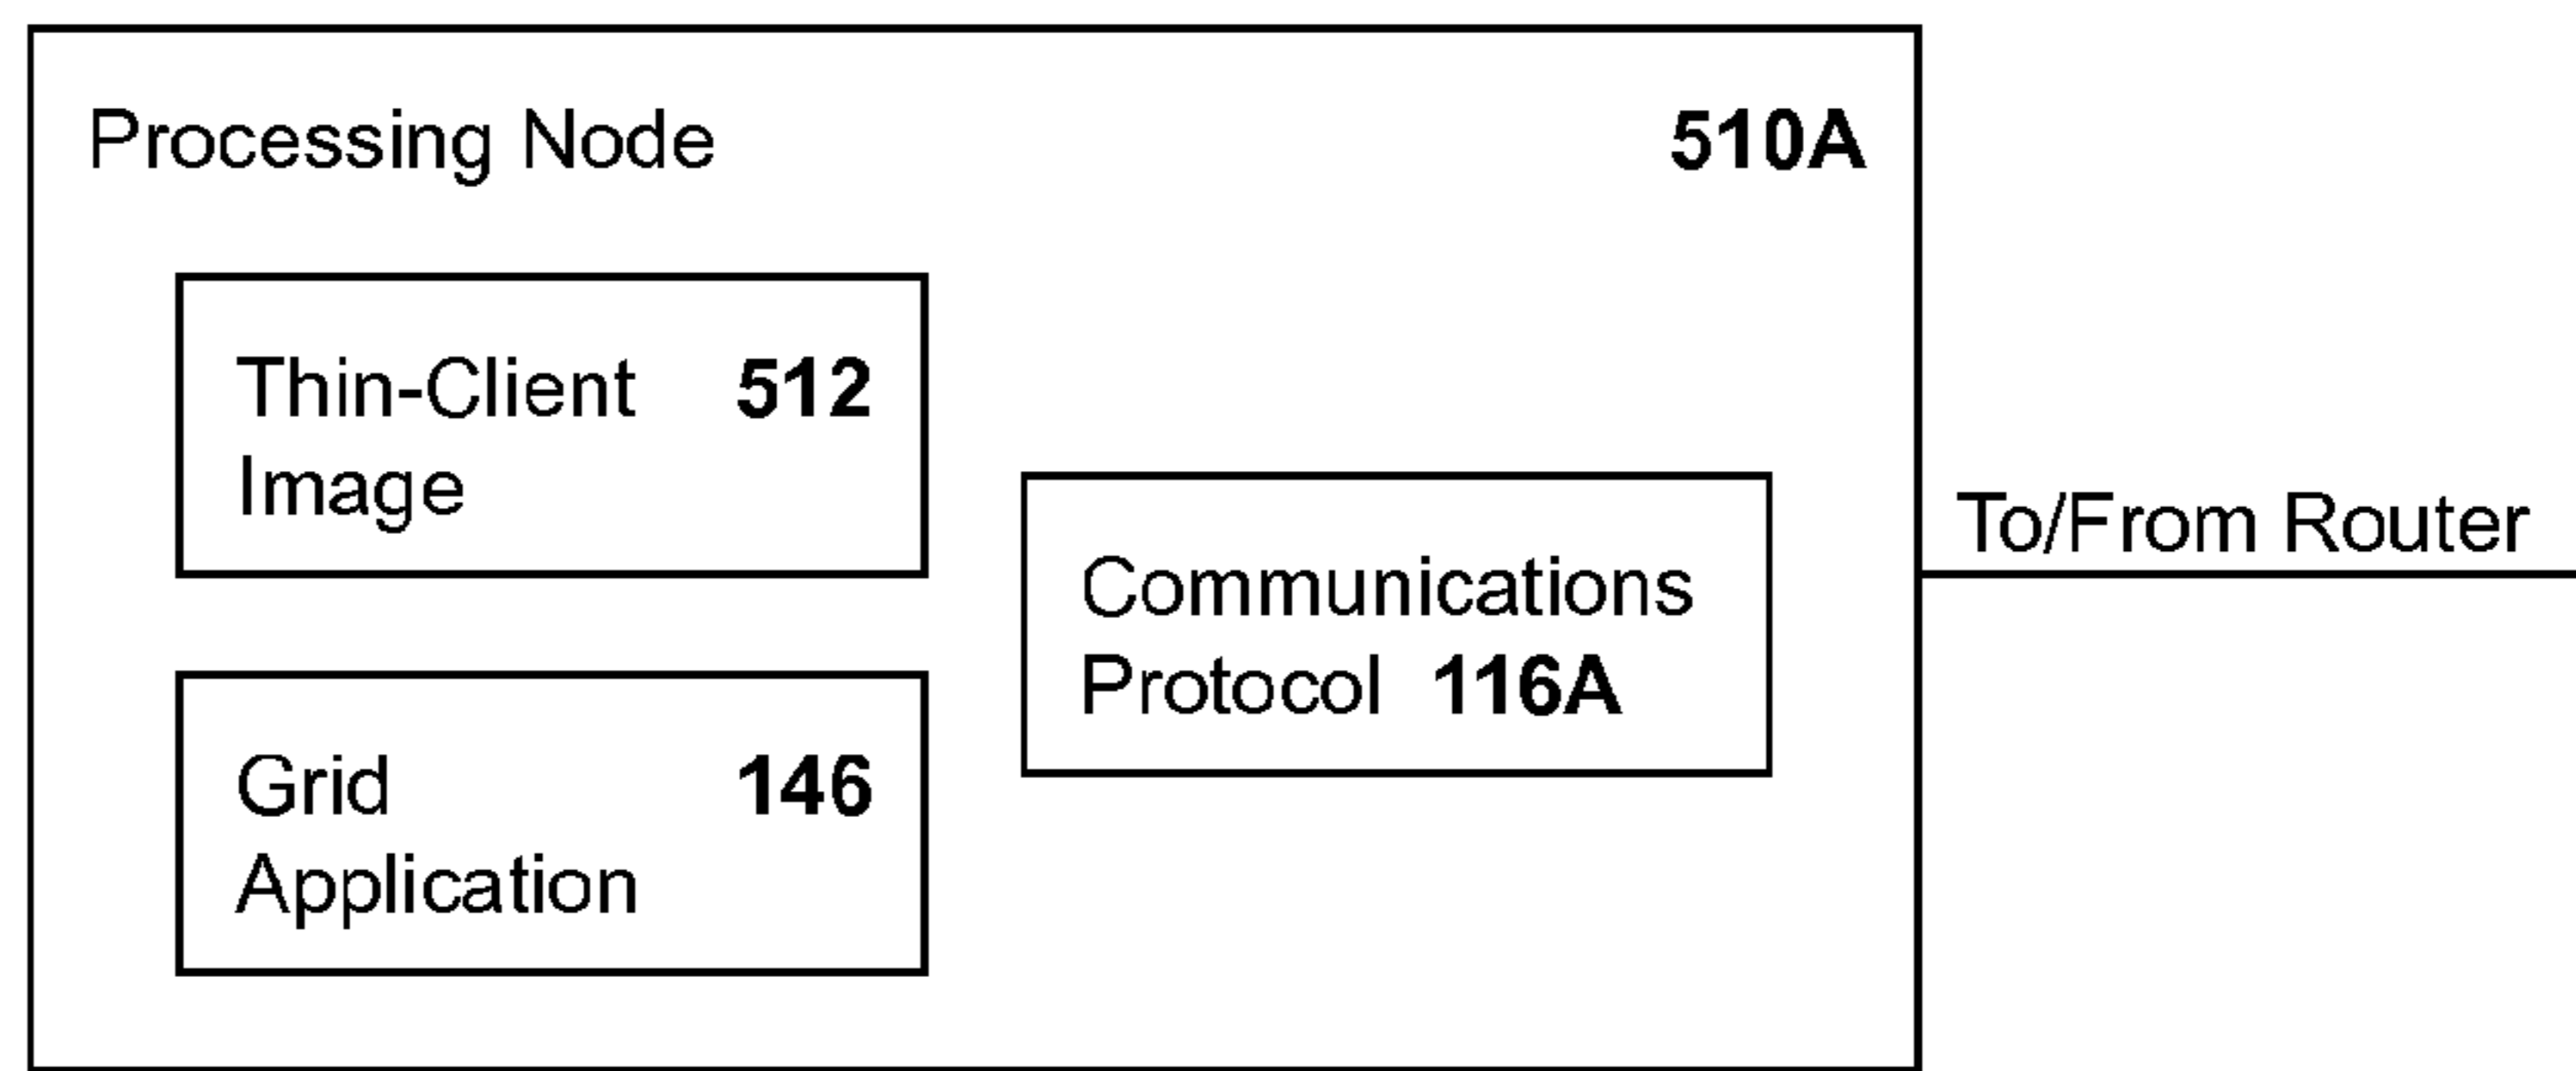 Processing Node 510A
Thin-Client 512
Image
Grid 146
Application
Communications
Protocol 116A
To/From Router